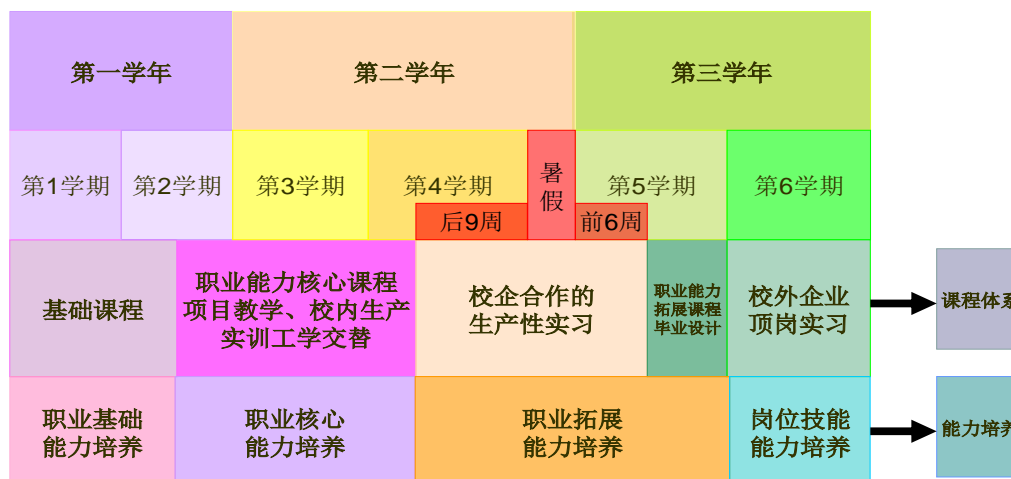 第一学年
第二学年
第三学年
第1学期
第2学期
第3学期
第4学期
暑假
第5学期
第6学期
后9周
前6周
基础课程
职业能力核心课程
项目教学、校内生产
实训工学交替
校企合作的
生产性实习
职业能力
拓展课程
毕业设计
校外企业
顶岗实习
课程体系
职业基础
能力培养
职业核心
能力培养
职业拓展
能力培养
岗位技能
能力培养
能力培养